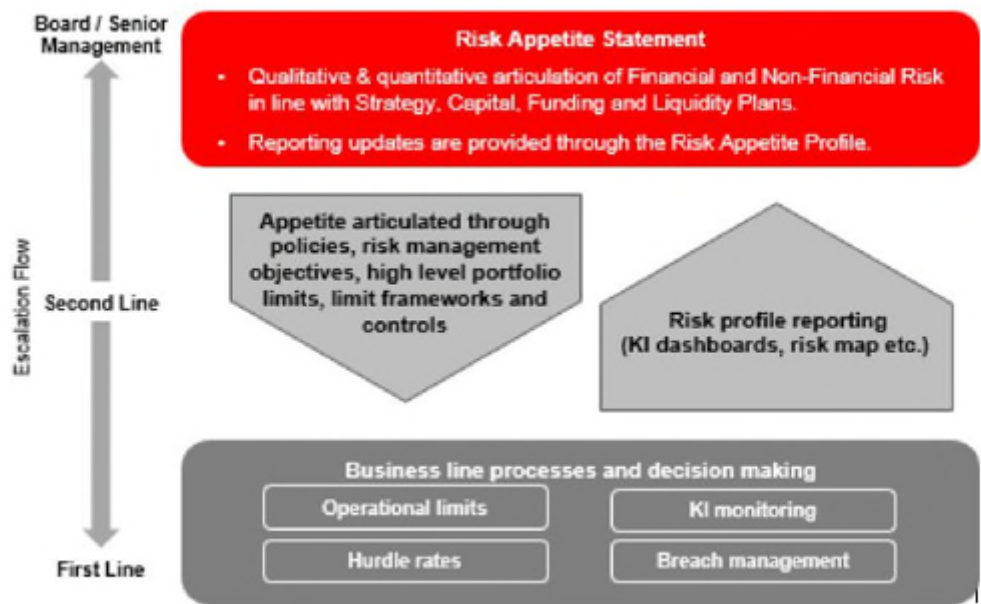 Board / Senior
Management
Risk Appetite Statement
• Qualitative & quantitative articulation of Financial and Non-Financial Risk
in line with Strategy, Capital, Funding and Liquidity Plans.
• Reporting updates are provided through the Risk Appetite Profile.
Escalation Flow
Second Line
Appetite articulated through
policies, risk management
objectives, high level portfolio
limits, limit frameworks and
controls
Risk profile reporting
(KI dashboards, risk map etc.)
Business line processes and decision making
Operational limits
KI monitoring
Hurdle rates
Breach management
First Line